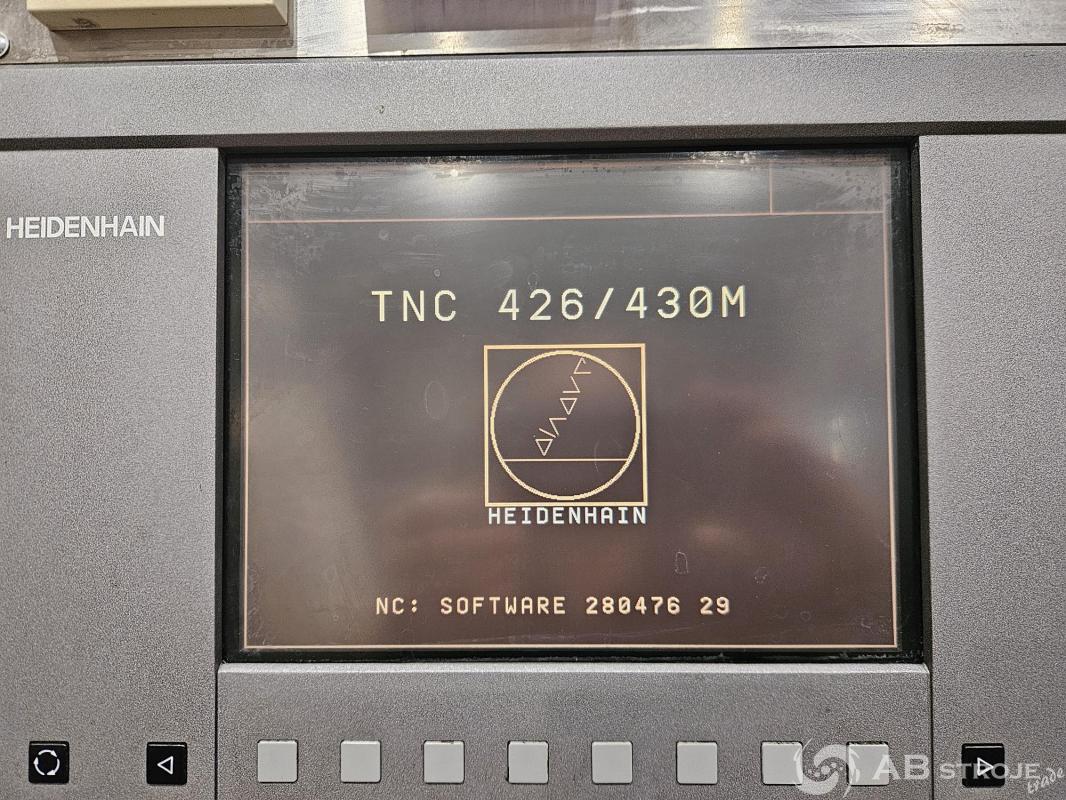 HEIDENHAIN
TNC 426/430M
HEIDENHAIN
NC: SOFTWARE 280476 29
AB STROJE
trade